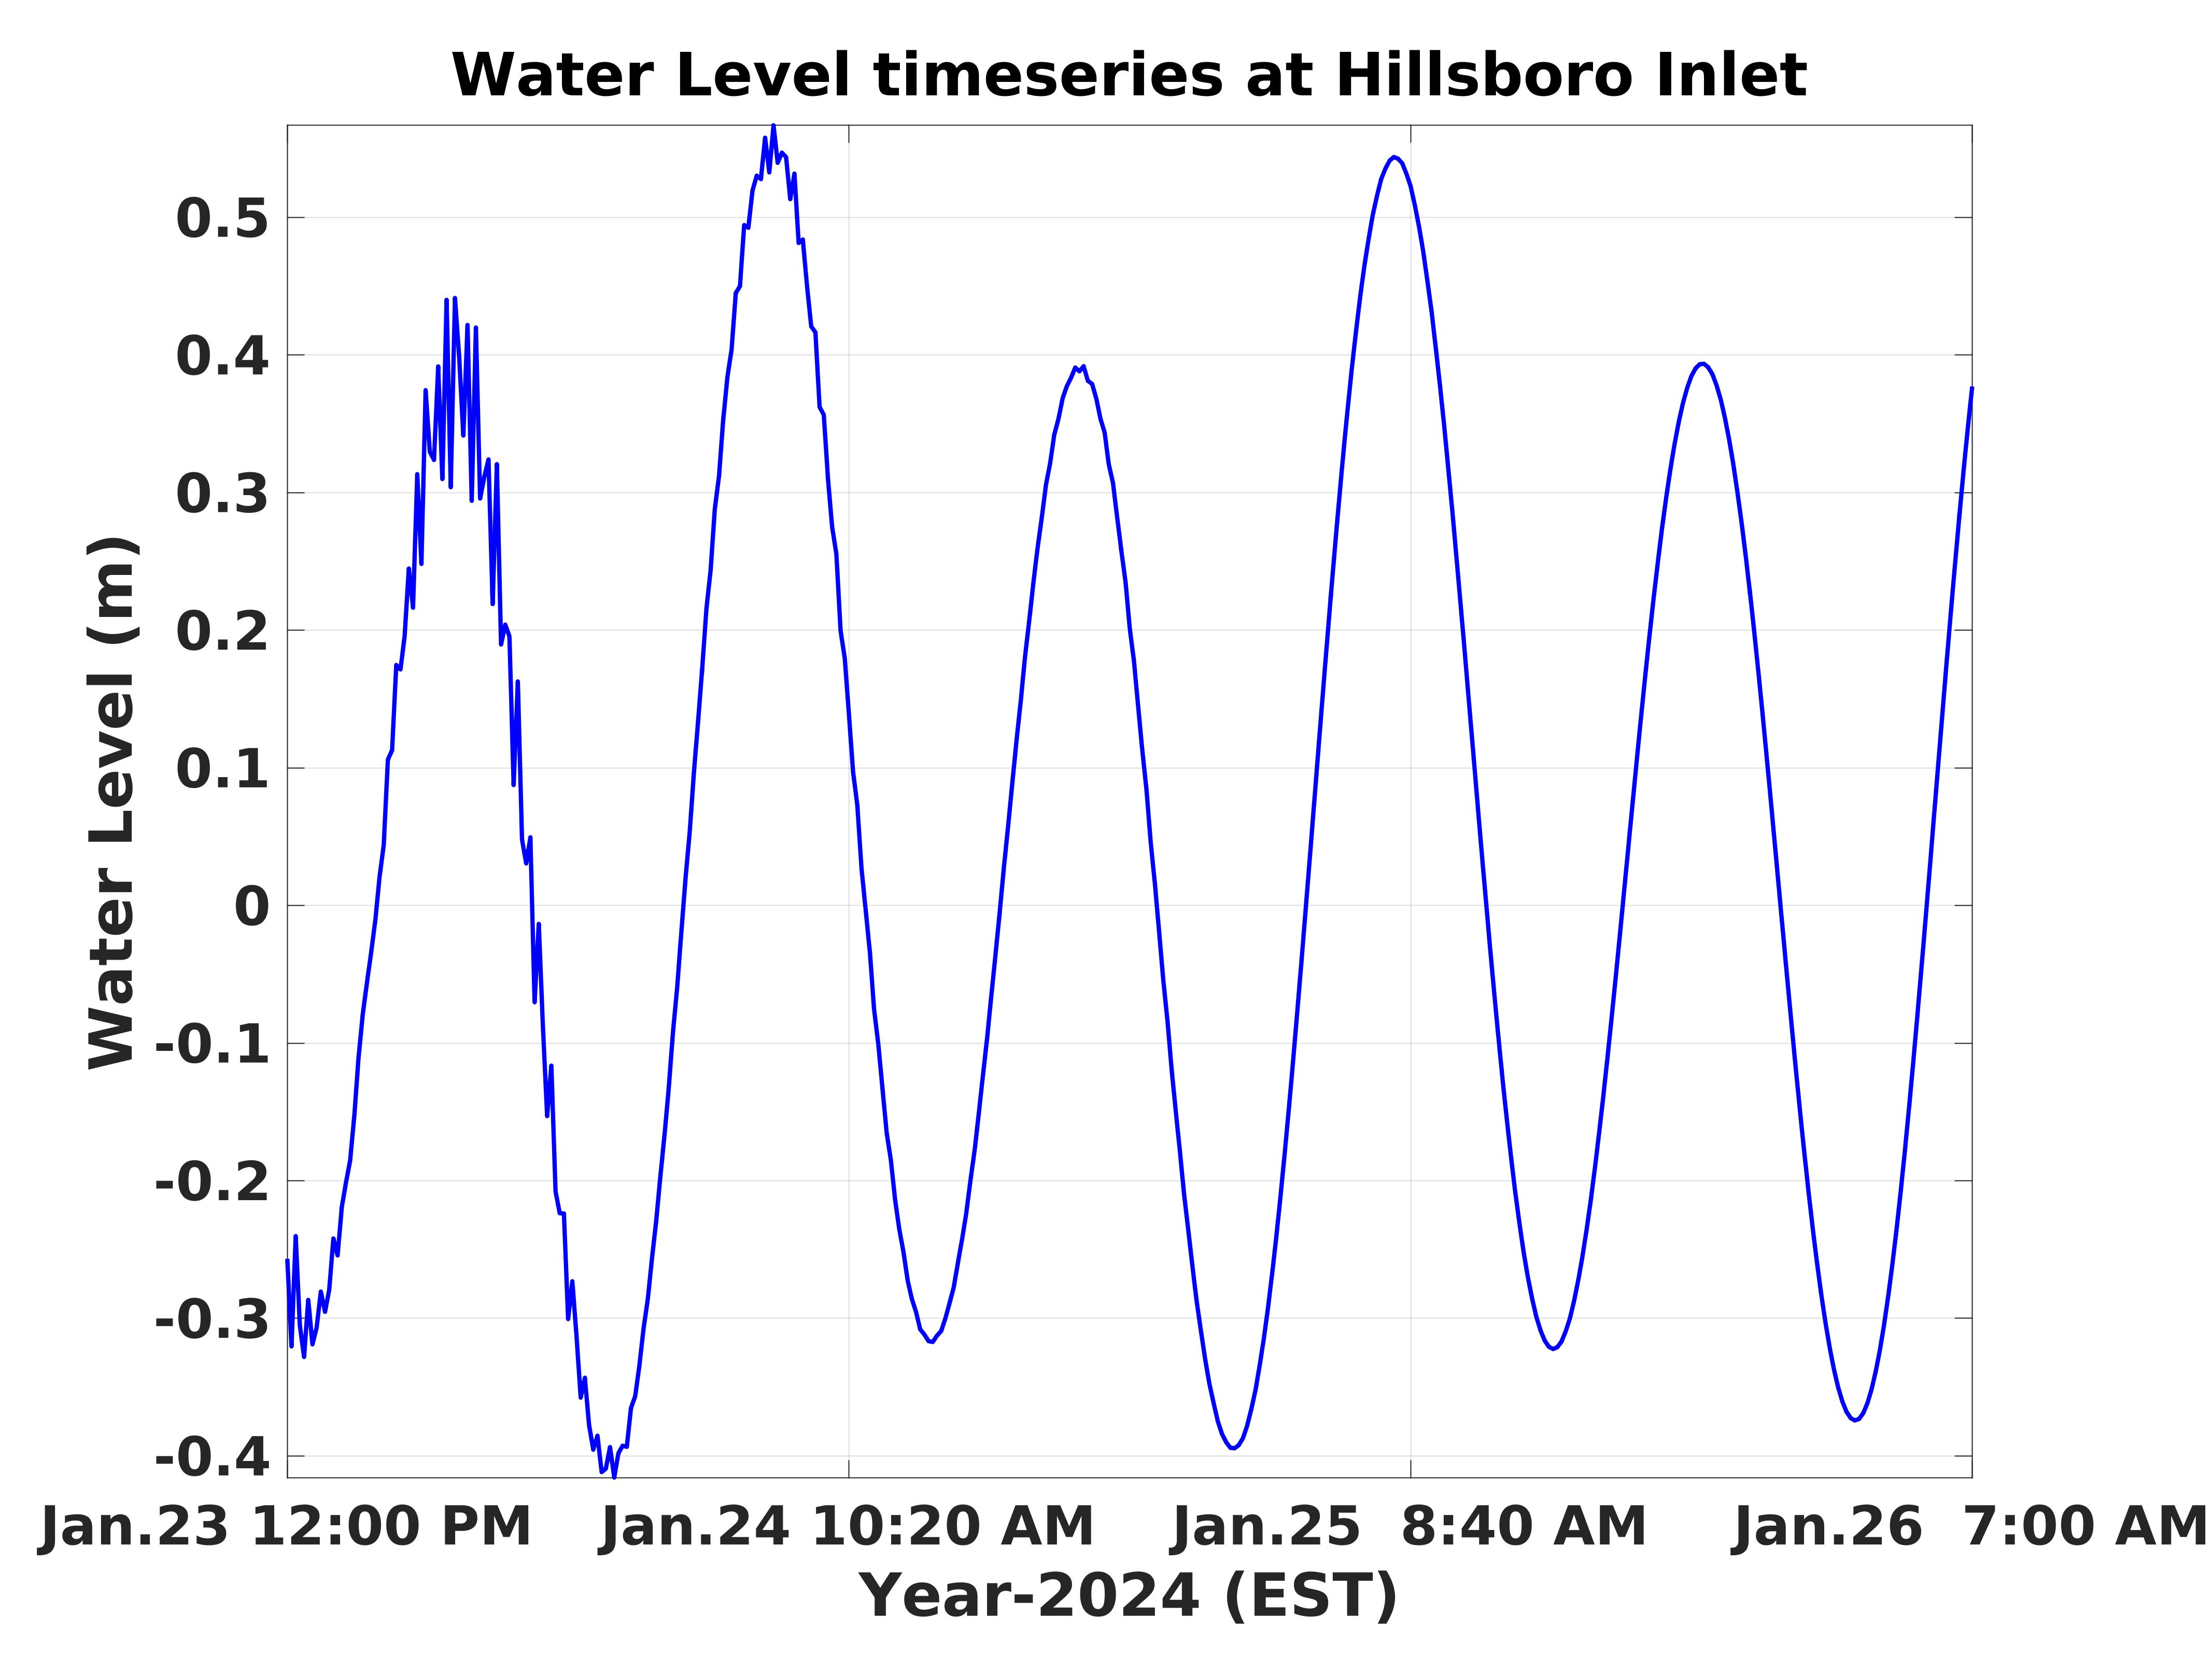 Water Level timeseries at Hillsboro Inlet
0.5
0.4
0.3
0.2
0.1
0
-0.1
-0.2
-0.3
-0.4
Water Level (m)
Jan.23 12:00 PM Jan.24 10:20 AM Jan.25 8:40 AM Jan.26 7:00 AM
Year-2024 (EST)